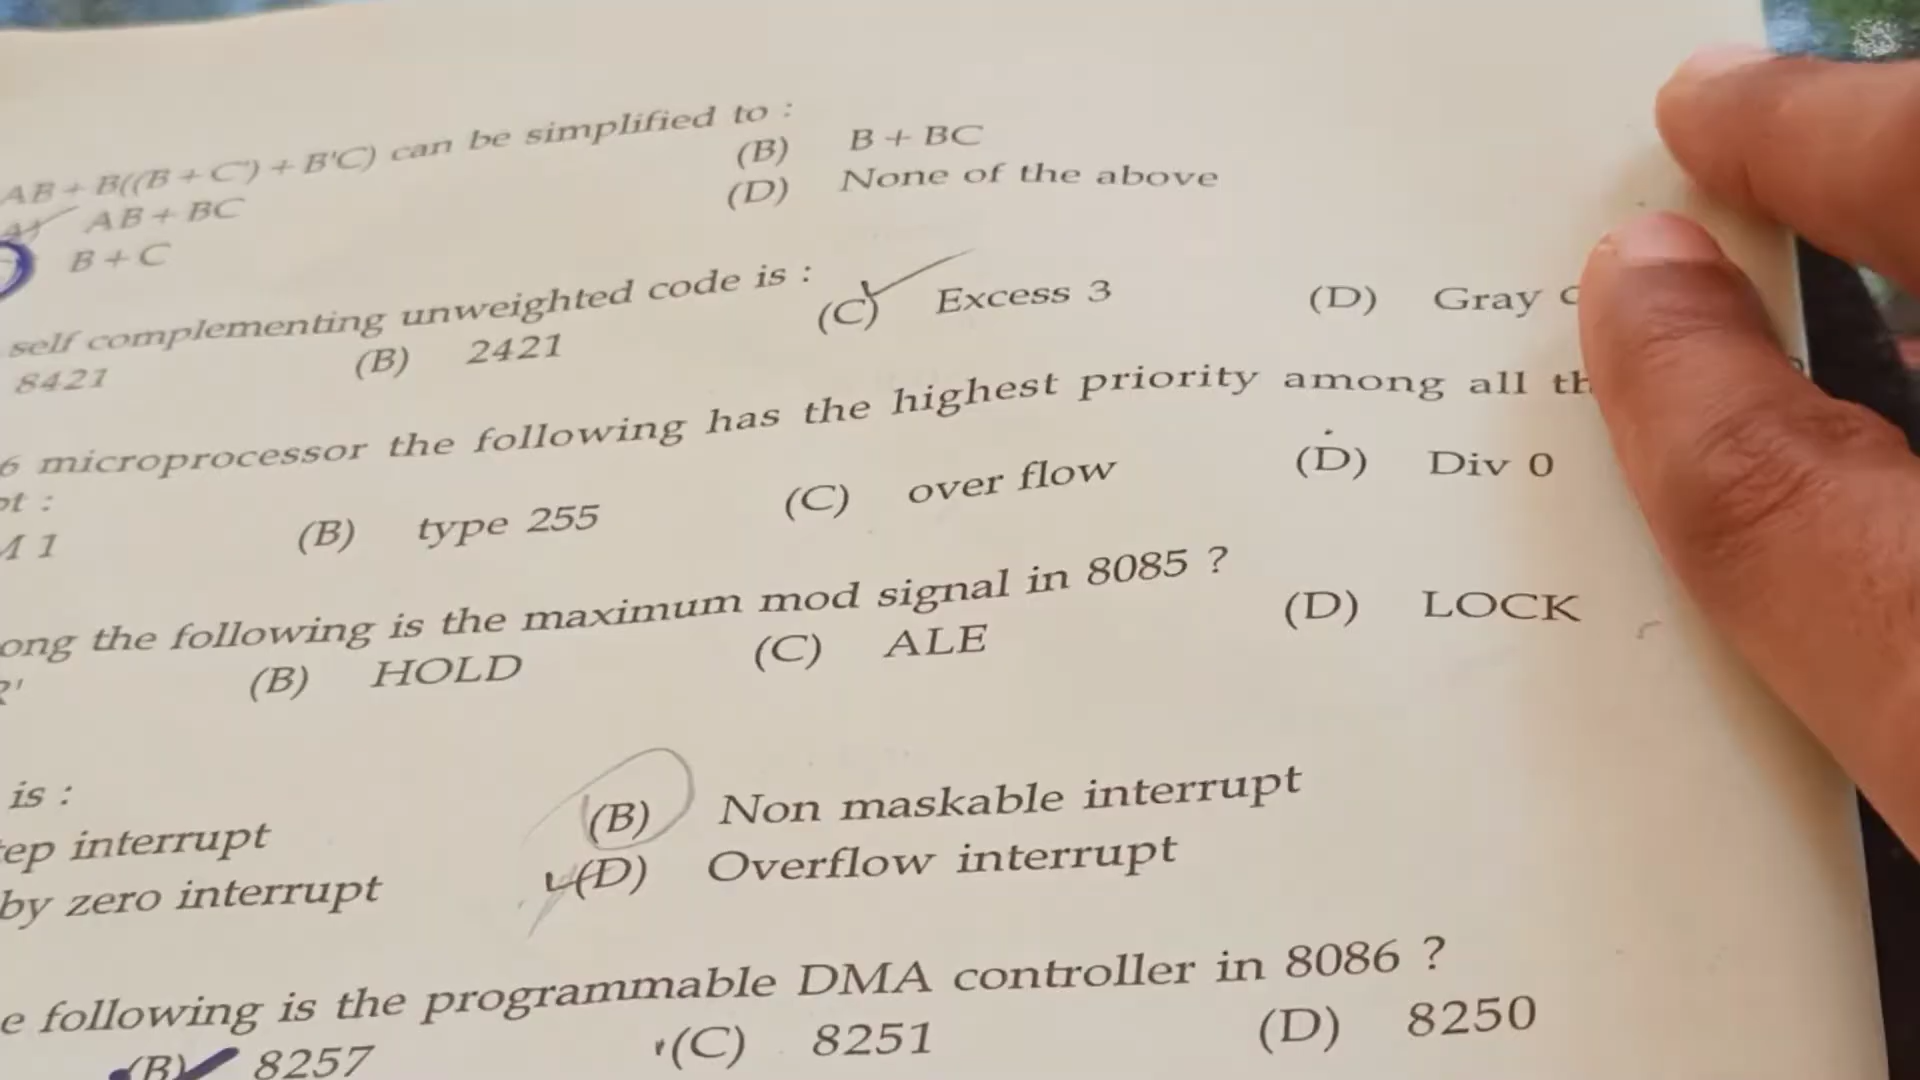 AB + B((B + C') + B'C) can be simplified to :
AB + BC (B) B + BC
B + C (D) None of the above
self complementing unweighted code is :
8421 (B) 2421 (C) Excess 3 (D) Gray
6 microprocessor the following has the highest priority among all
: 
1 (B) type 255 (C) over flow (D) Div 0
the following is the maximum mod signal in 8085 ?
(B) HOLD (C) ALE (D) LOCK
is :
interrupt (B) Non maskable interrupt
by zero interrupt (D) Overflow interrupt
following is the programmable DMA controller in 8086 ?
(B) 8257 (C) 8251 (D) 8250